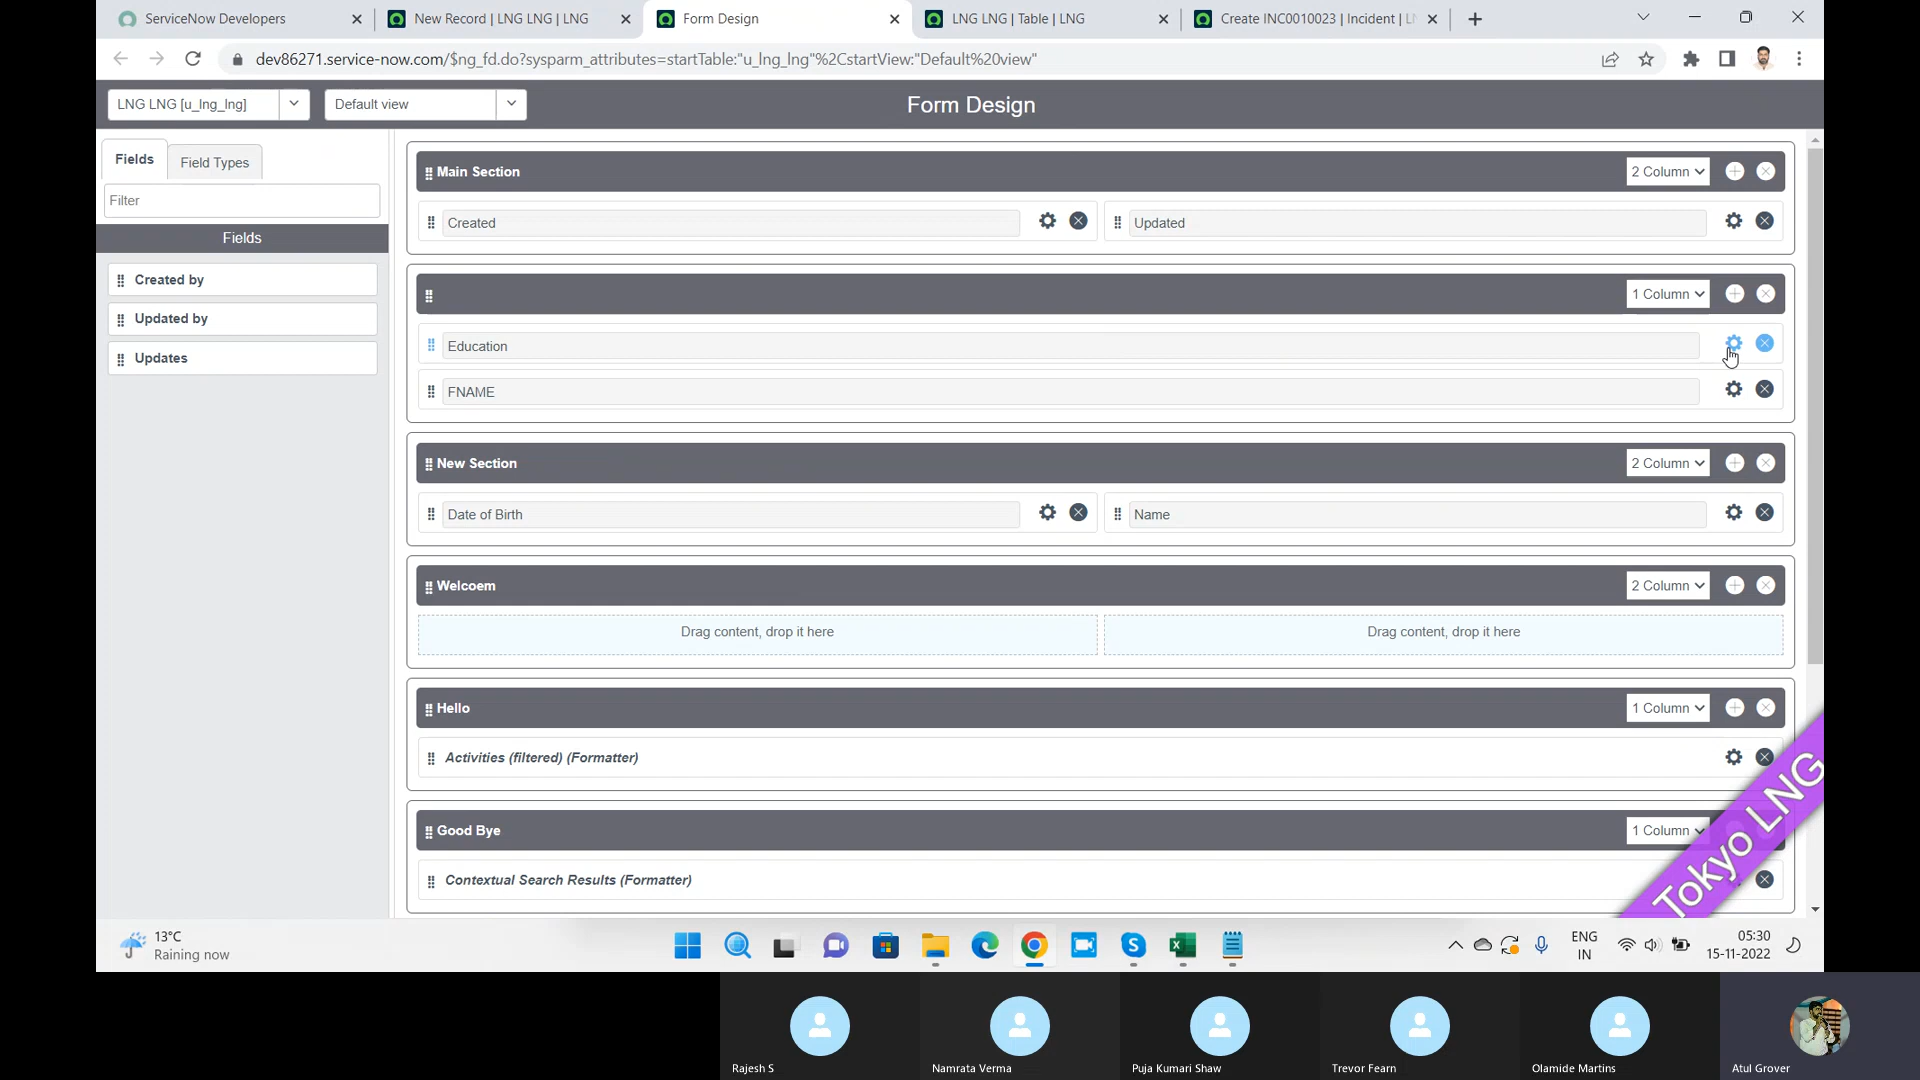 ServiceNow Developers
New Record | LNG LNG | LNG
Form Design
LNG LNG | Table | LNG
Create INC0010023 | Incident | LN
dev86271.service-now.com/$ng_fd.do?sysparm_attributes=startTable:"u_lng_lng"%2CstartView:"Default%20view"
LNG LNG [u_lng_lng]
Default view
Form Design
Fields
Field Types
Filter
Fields
Created by
Updated by
Updates
Main Section
2 Column
Created
Updated
1 Column
Education
FNAME
New Section
2 Column
Date of Birth
Name
Welcoem
2 Column
Drag content, drop it here
Drag content, drop it here
Hello
1 Column
Activities (filtered) (Formatter)
Good Bye
1 Column
Contextual Search Results (Formatter)
Tokyo LNG
13°C
Raining now
ENG
IN
05:30
15-11-2022
Rajesh S
Namrata Verma
Puja Kumari Shaw
Trevor Fearn
Olamide Martins
Atul Grover